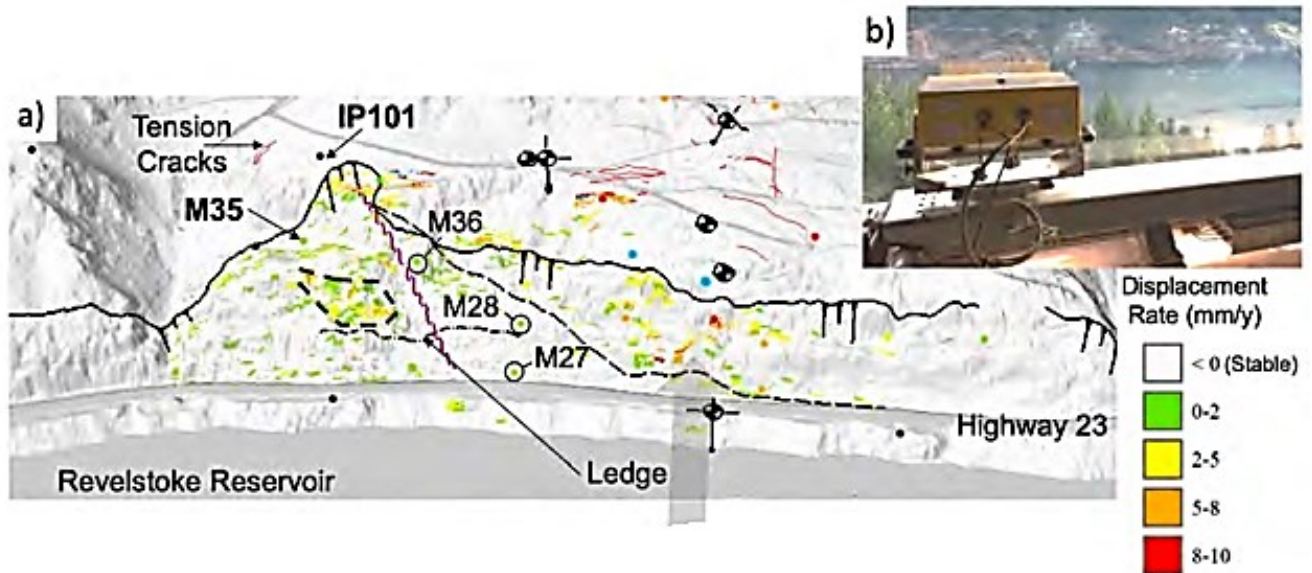 b)
a)
Tension
Cracks
IP101
M35
M36
M28
M27
Highway 23
Ledge
Revelstoke Reservoir
Displacement
Rate (mm/y)
< 0 (Stable)
0-2
2-5
5-8
8-10